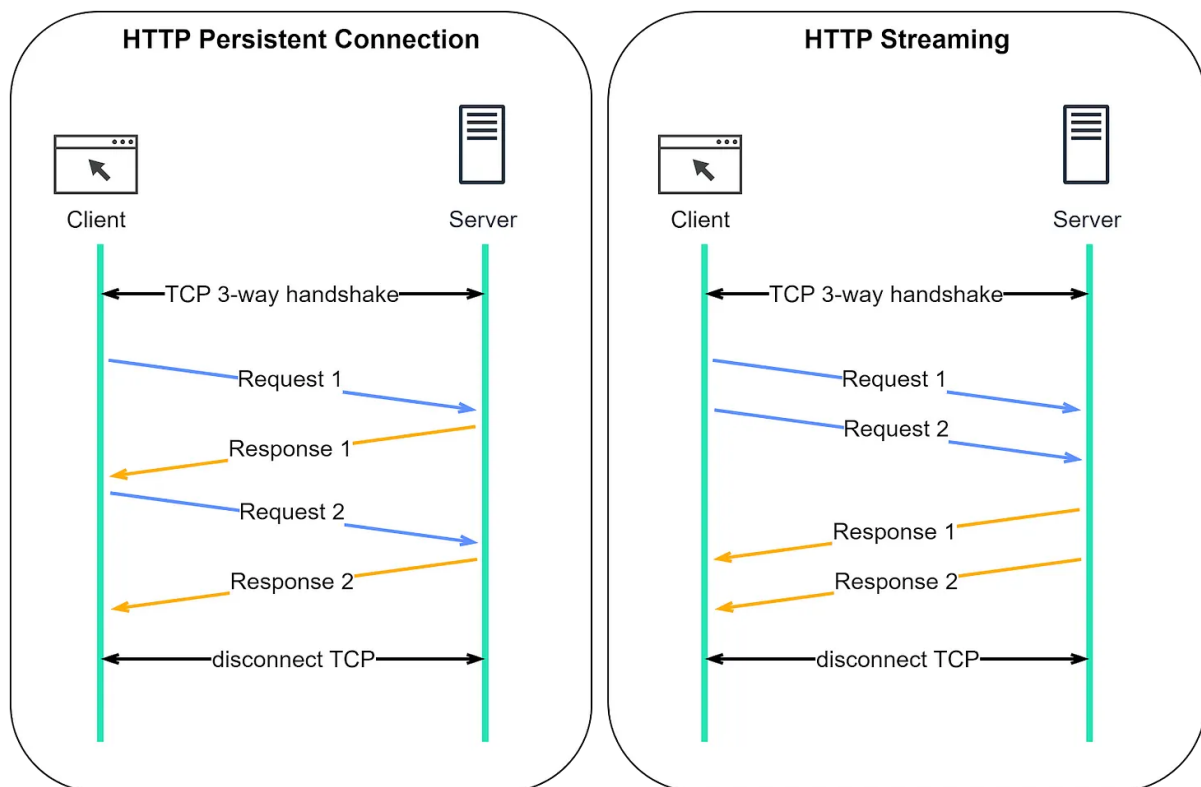 HTTP Persistent Connection
Client
Server
TCP 3-way handshake
Request 1
Response 1
Request 2
Response 2
disconnect TCP
HTTP Streaming
Client
Server
TCP 3-way handshake
Request 1
Request 2
Response 1
Response 2
disconnect TCP